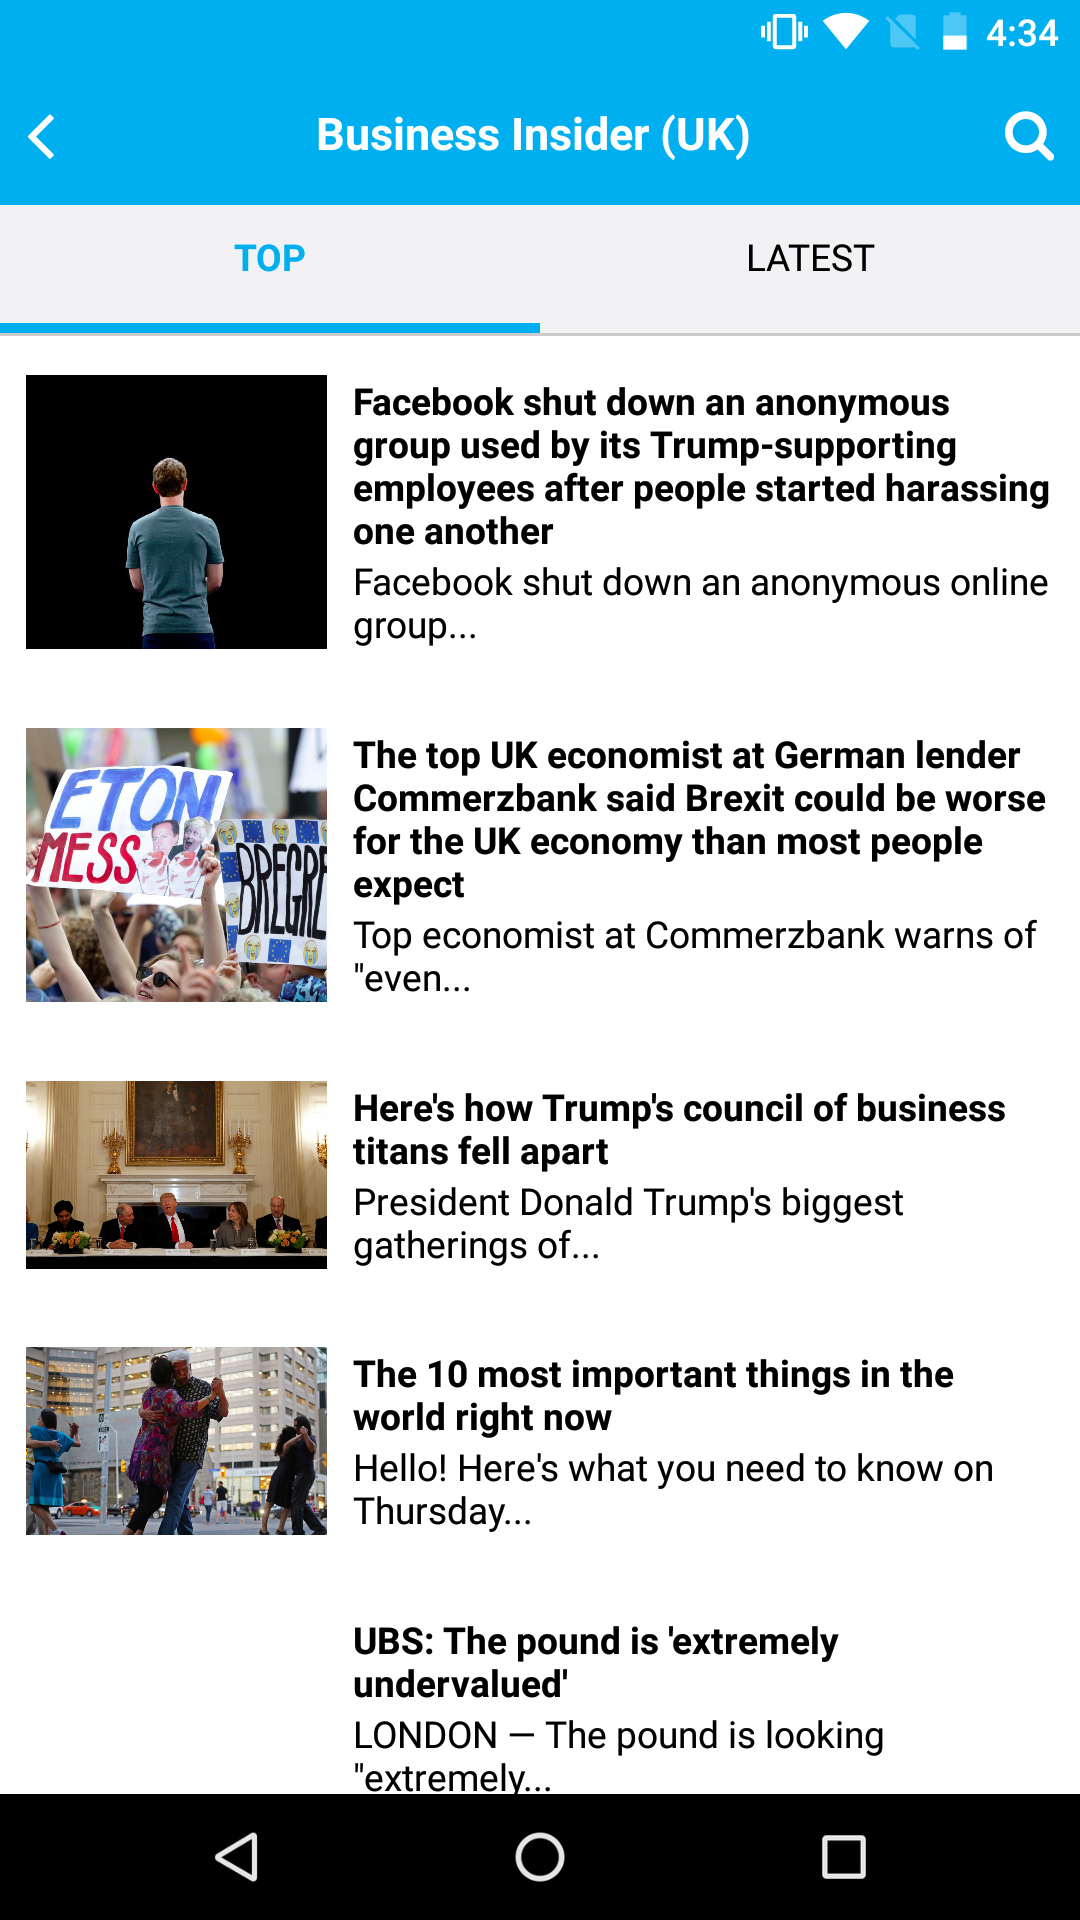 4:34
Business Insider (UK)
TOP
LATEST
Facebook shut down an anonymous
group used by its Trump-supporting
employees after people started harassing
one another
Facebook shut down an anonymous online
group...
ETON
MESS
BREGRE
The top UK economist at German lender
Commerzbank said Brexit could be worse
for the UK economy than most people
expect
Top economist at Commerzbank warns of
"even...
Here's how Trump's council of business
titans fell apart
President Donald Trump's biggest
gatherings of...
The 10 most important things in the
world right now
Hello! Here's what you need to know on
Thursday...
UBS: The pound is 'extremely
undervalued'
LONDON — The pound is looking
"extremely...